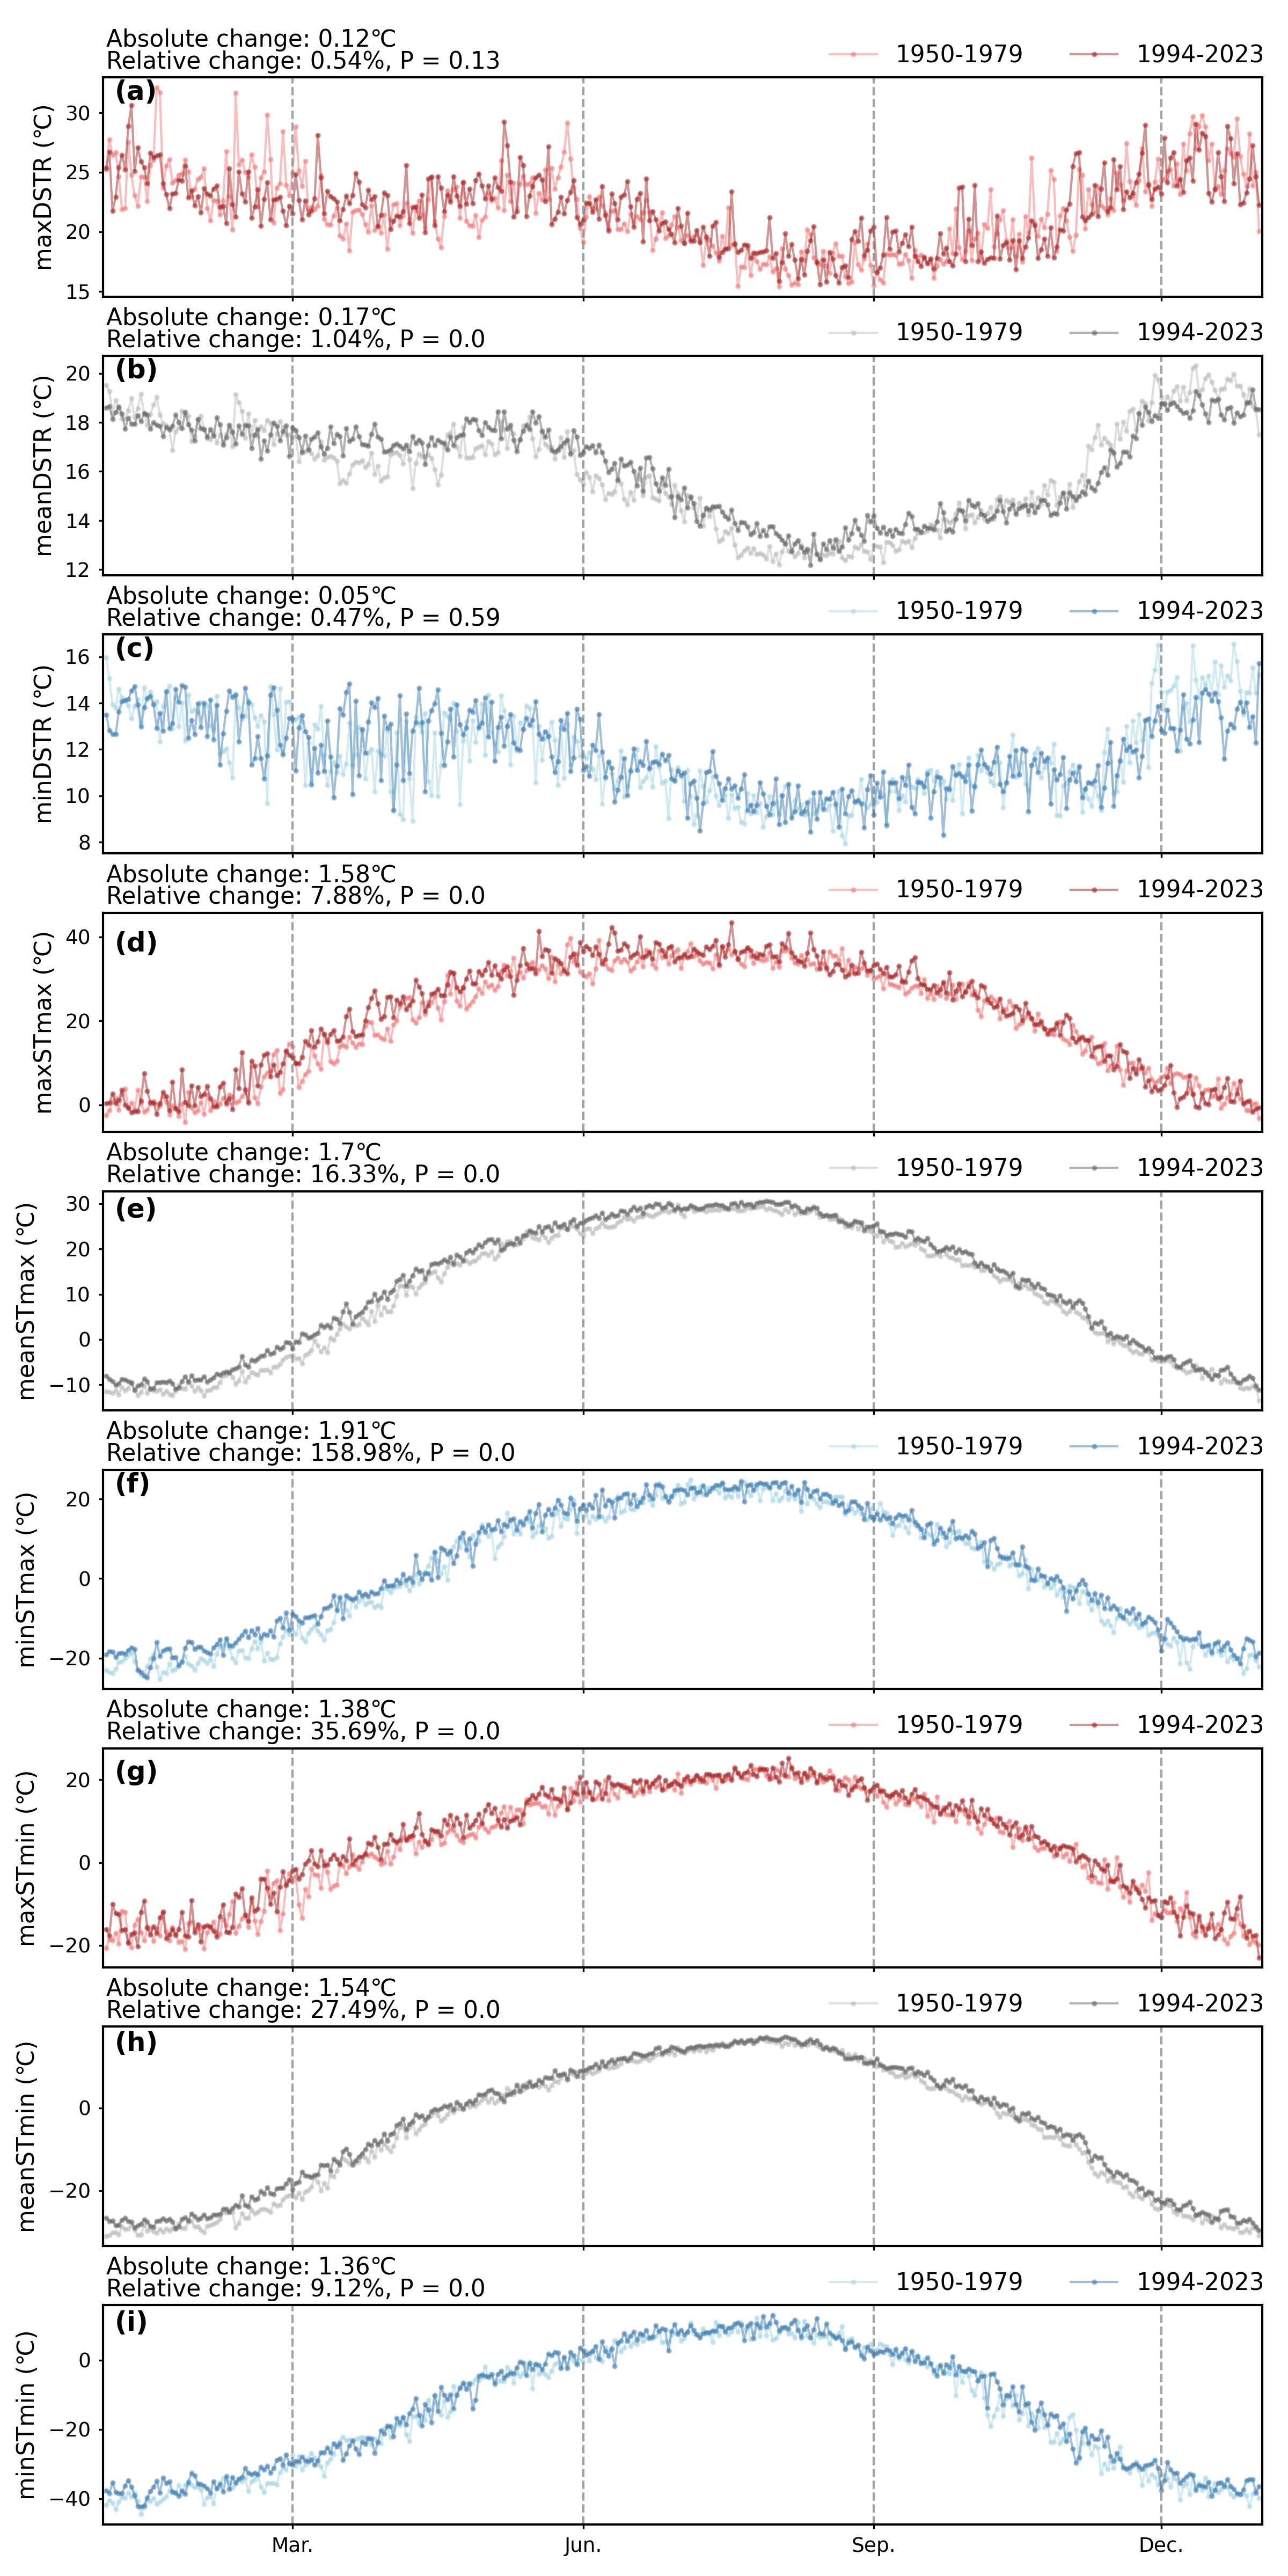 Absolute change: 0.12℃
Relative change: 0.54%, P = 0.13
1950-1979 1994-2023
(a)
maxDSTR (℃)
30
25
20
15
Absolute change: 0.17℃
Relative change: 1.04%, P = 0.0
1950-1979 1994-2023
(b)
meanDSTR (℃)
20
18
16
14
12
Absolute change: 0.05℃
Relative change: 0.47%, P = 0.59
1950-1979 1994-2023
(c)
minDSTR (℃)
16
14
12
10
8
Absolute change: 1.58℃
Relative change: 7.88%, P = 0.0
1950-1979 1994-2023
(d)
maxSTmax (℃)
40
20
0
Absolute change: 1.7℃
Relative change: 16.33%, P = 0.0
1950-1979 1994-2023
(e)
meanSTmax (℃)
30
20
10
0
−10
Absolute change: 1.91℃
Relative change: 158.98%, P = 0.0
1950-1979 1994-2023
(f)
minSTmax (℃)
20
0
−20
Absolute change: 1.38℃
Relative change: 35.69%, P = 0.0
1950-1979 1994-2023
(g)
maxSTmin (℃)
20
0
−20
Absolute change: 1.54℃
Relative change: 27.49%, P = 0.0
1950-1979 1994-2023
(h)
meanSTmin (℃)
0
−20
Absolute change: 1.36℃
Relative change: 9.12%, P = 0.0
1950-1979 1994-2023
(i)
minSTmin (℃)
0
−20
−40
Mar. Jun. Sep. Dec.